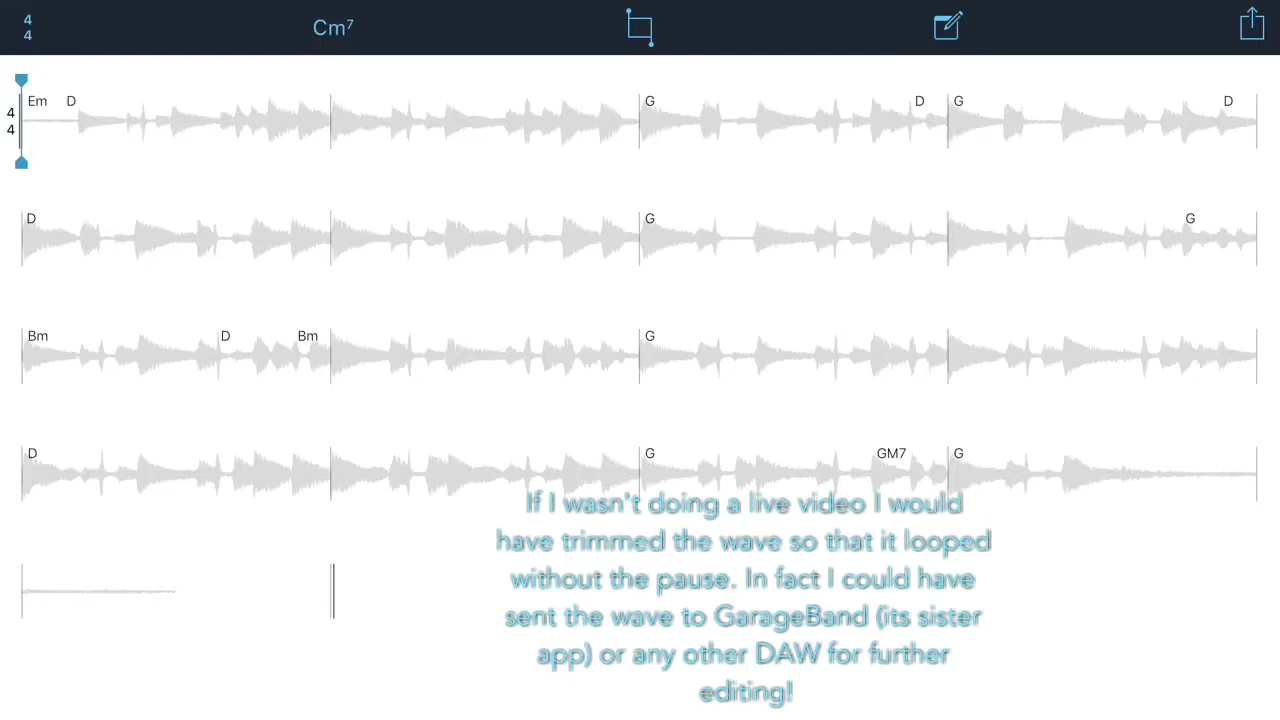 4
4
Cm⁷
4
4
Em D G D G D
D G G
Bm D Bm G
D G GM7 G
If I wasn't doing a live video I would
have trimmed the wave so that it looped
without the pause. In fact I could have
sent the wave to GarageBand (its sister
app) or any other DAW for further
editing!